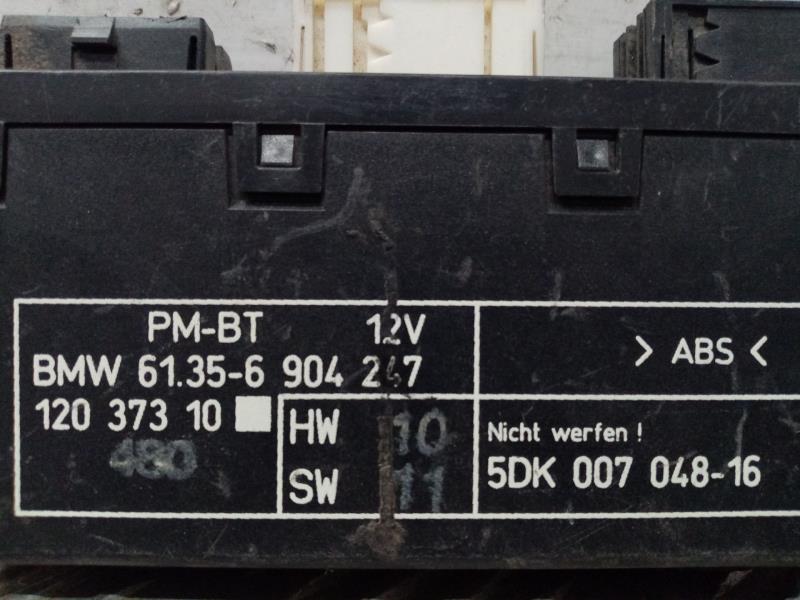 PM-BT 12V
BMW 61.35-6 904 247
120 373 10
480
HW 10
SW 11
> ABS <
Nicht werfen !
5DK 007 048-16